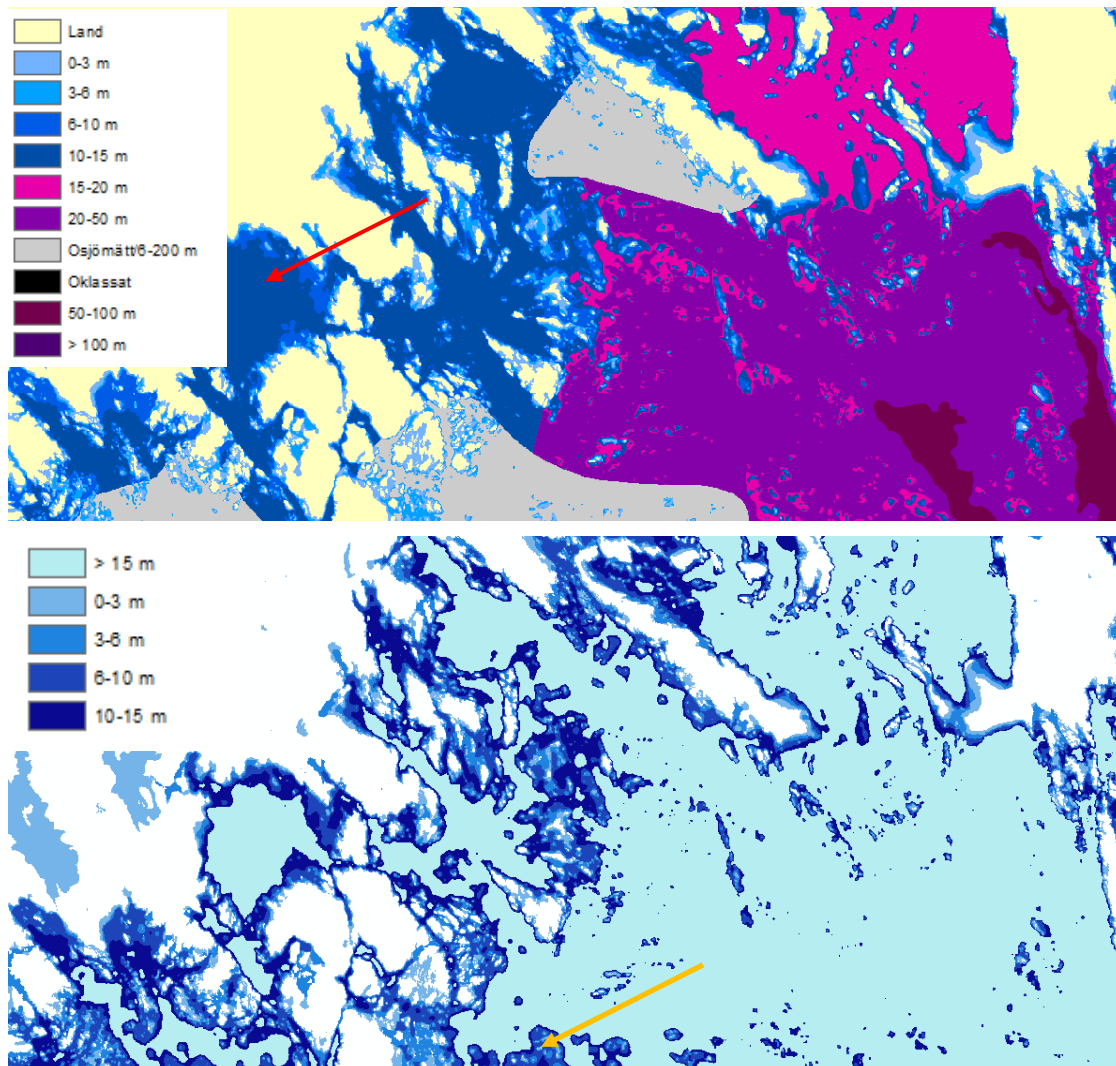 Land
0-3 m
3-6 m
6-10 m
10-15 m
15-20 m
20-50 m
Osjömätt/6-200 m
Oklassat
50-100 m
> 100 m
> 15 m
0-3 m
3-6 m
6-10 m
10-15 m